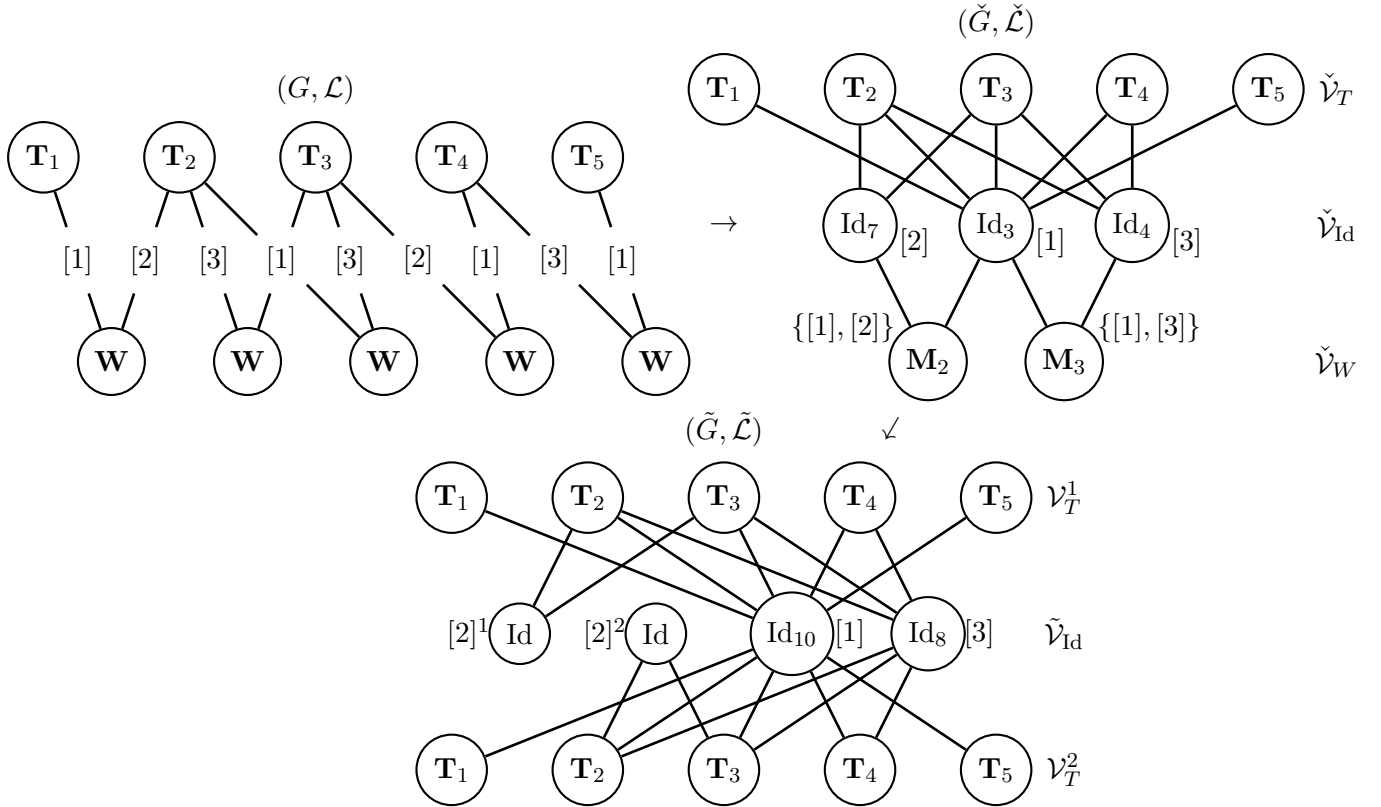 (G, ℒ)
T₁ T₂ T₃ T₄ T₅
[1] [2] [3] [1] [3] [2] [1] [3] [1]
W W W W W
→
(Ǧ, ℒ̌)
T₁ T₂ T₃ T₄ T₅ 𝒱̌_T
Id₇ [2] Id₃ [1] Id₄ [3] 𝒱̌_Id
{[1], [2]} {[1], [3]}
M₂ M₃ 𝒱̌_W
↙
(G̃, ℒ̃)
T₁ T₂ T₃ T₄ T₅ 𝒱¹_T
[2]¹ Id [2]² Id Id₁₀ [1] Id₈ [3] 𝒱̃_Id
T₁ T₂ T₃ T₄ T₅ 𝒱²_T